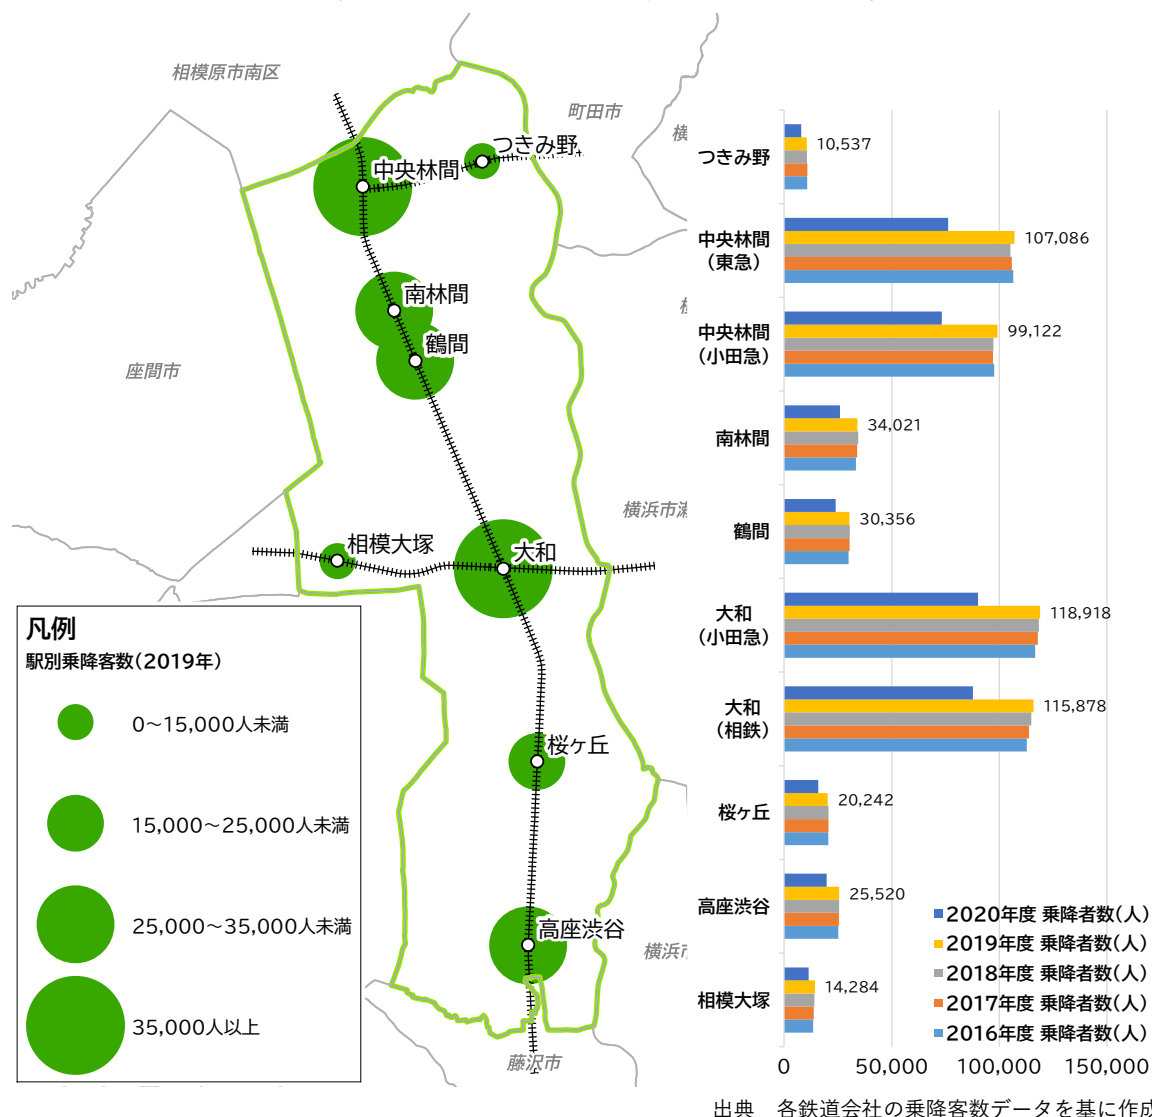 相模原市南区
町田市
つきみ野
中央林間
南林間
鶴間
座間市
横浜市瀬
相模大塚
大和
桜ヶ丘
高座渋谷
横浜市
藤沢市
凡例
駅別乗降客数(2019年)
0～15,000人未満
15,000～25,000人未満
25,000～35,000人未満
35,000人以上
つきみ野
10,537
中央林間
(東急)
107,086
中央林間
(小田急)
99,122
南林間
34,021
鶴間
30,356
大和
(小田急)
118,918
大和
(相鉄)
115,878
桜ヶ丘
20,242
高座渋谷
25,520
相模大塚
14,284
2020年度 乗降者数(人)
2019年度 乗降者数(人)
2018年度 乗降者数(人)
2017年度 乗降者数(人)
2016年度 乗降者数(人)
0 50,000 100,000 150,000
出典 各鉄道会社の乗降客数データを基に作成